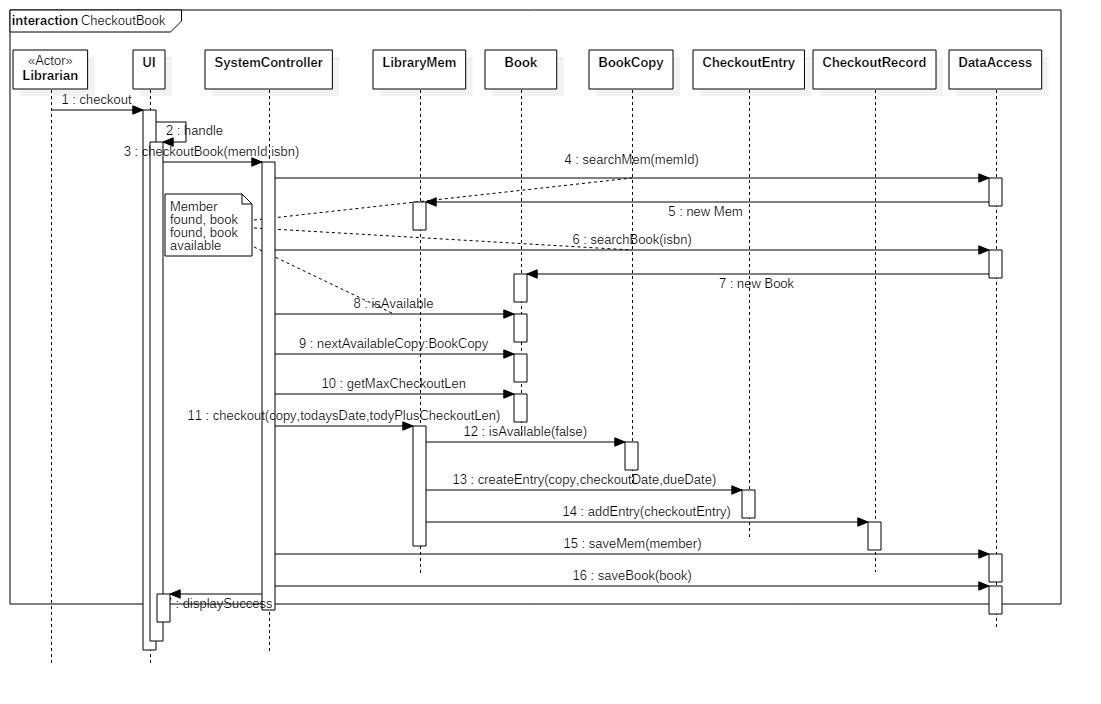 interaction CheckoutBook
«Actor»
Librarian
UI
SystemController
LibraryMem
Book
BookCopy
CheckoutEntry
CheckoutRecord
DataAccess
1 : checkout
2 : handle
3 : checkoutBook(memId,isbn)
4 : searchMem(memId)
Member
found, book
found, book
available
5 : new Mem
6 : searchBook(isbn)
7 : new Book
8 : isAvailable
9 : nextAvailableCopy:BookCopy
10 : getMaxCheckoutLen
11 : checkout(copy,todaysDate,todyPlusCheckoutLen)
12 : isAvailable(false)
13 : createEntry(copy,checkoutDate,dueDate)
14 : addEntry(checkoutEntry)
15 : saveMem(member)
16 : saveBook(book)
: displaySuccess